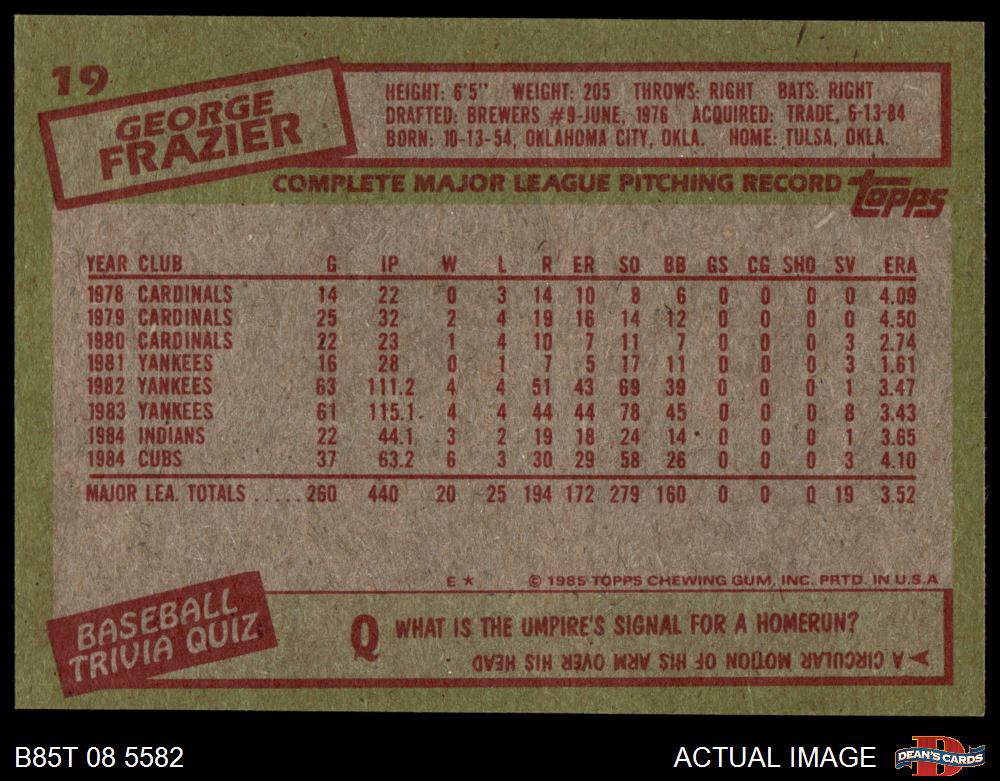 19
GEORGE
FRAZIER
HEIGHT: 6'5" WEIGHT: 205 THROWS: RIGHT BATS: RIGHT
DRAFTED: BREWERS #9-JUNE, 1976 ACQUIRED: TRADE, 6-13-84
BORN: 10-13-54, OKLAHOMA CITY, OKLA. HOME: TULSA, OKLA.
COMPLETE MAJOR LEAGUE PITCHING RECORD topps
YEAR CLUB G IP W L R ER SO BB GS CG SHO SV ERA
1978 CARDINALS 14 22 0 3 14 10 8 6 0 0 0 0 4.09
1979 CARDINALS 25 32 2 4 19 16 14 12 0 0 0 0 4.50
1980 CARDINALS 22 23 1 4 10 7 11 7 0 0 0 3 2.74
1981 YANKEES 16 28 0 1 7 5 17 11 0 0 0 3 1.61
1982 YANKEES 63 111.2 4 4 51 43 69 39 0 0 0 1 3.47
1983 YANKEES 61 115.1 4 4 44 44 78 45 0 0 0 8 3.43
1984 INDIANS 22 44.1 3 2 19 18 24 14 0 0 0 1 3.65
1984 CUBS 37 63.2 6 3 30 29 58 26 0 0 0 3 4.10
MAJOR LEA. TOTALS ..... 260 440 20 25 194 172 279 160 0 0 0 19 3.52
E * © 1985 TOPPS CHEWING GUM, INC. PRTD. IN U.S.A
BASEBALL
TRIVIA QUIZ
Q WHAT IS THE UMPIRE'S SIGNAL FOR A HOMERUN?
A CIRCULAR MOTION OF HIS ARM OVER HIS HEAD
B85T 08 5582 ACTUAL IMAGE DEAN'S CARDS